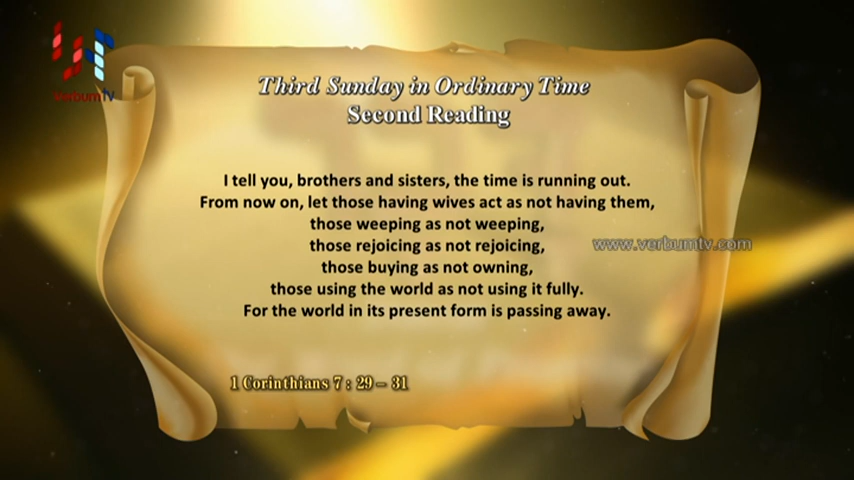 VerbumTV
Third Sunday in Ordinary Time
Second Reading
I tell you, brothers and sisters, the time is running out.
From now on, let those having wives act as not having them,
those weeping as not weeping,
those rejoicing as not rejoicing,
www.verbumtv.com
those buying as not owning,
those using the world as not using it fully.
For the world in its present form is passing away.
1 Corinthians 7 : 29 – 31